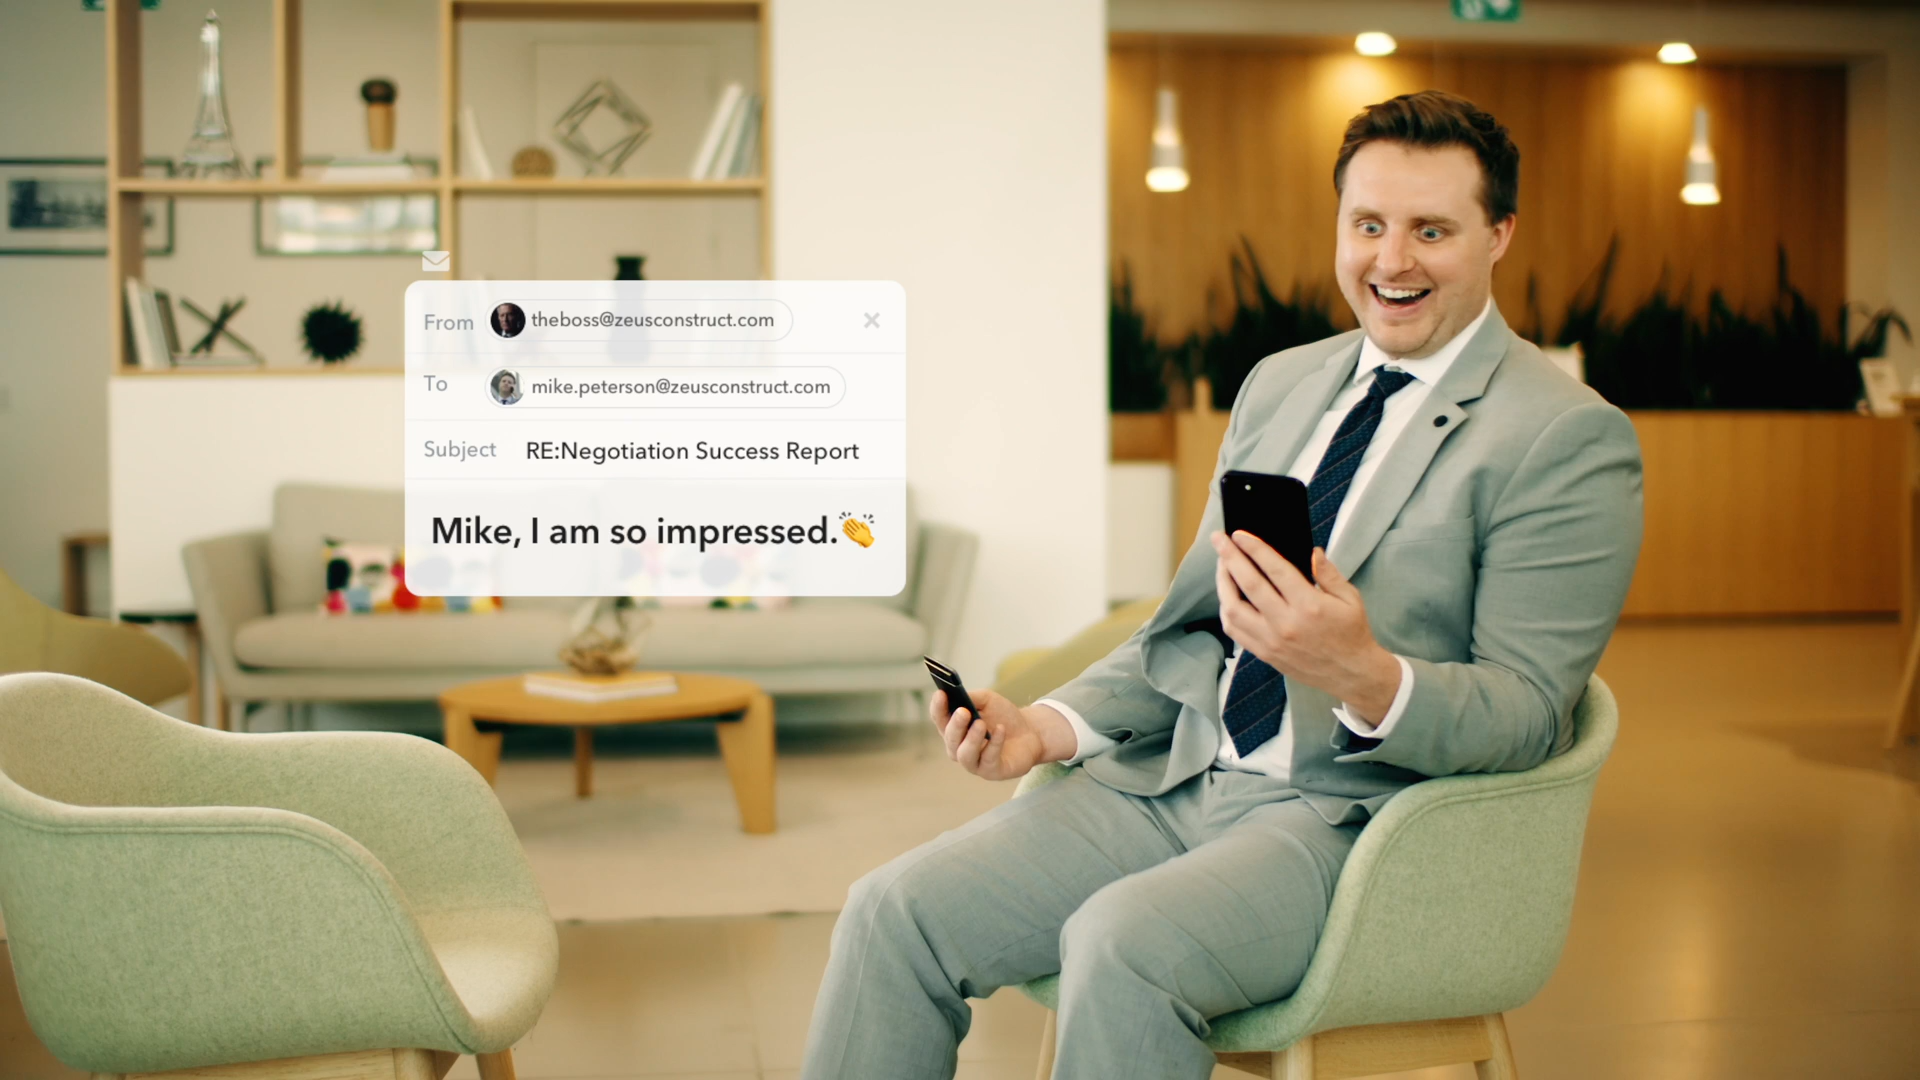 From theboss@zeusconstruct.com
To mike.peterson@zeusconstruct.com
Subject RE:Negotiation Success Report
Mike, I am so impressed.👏